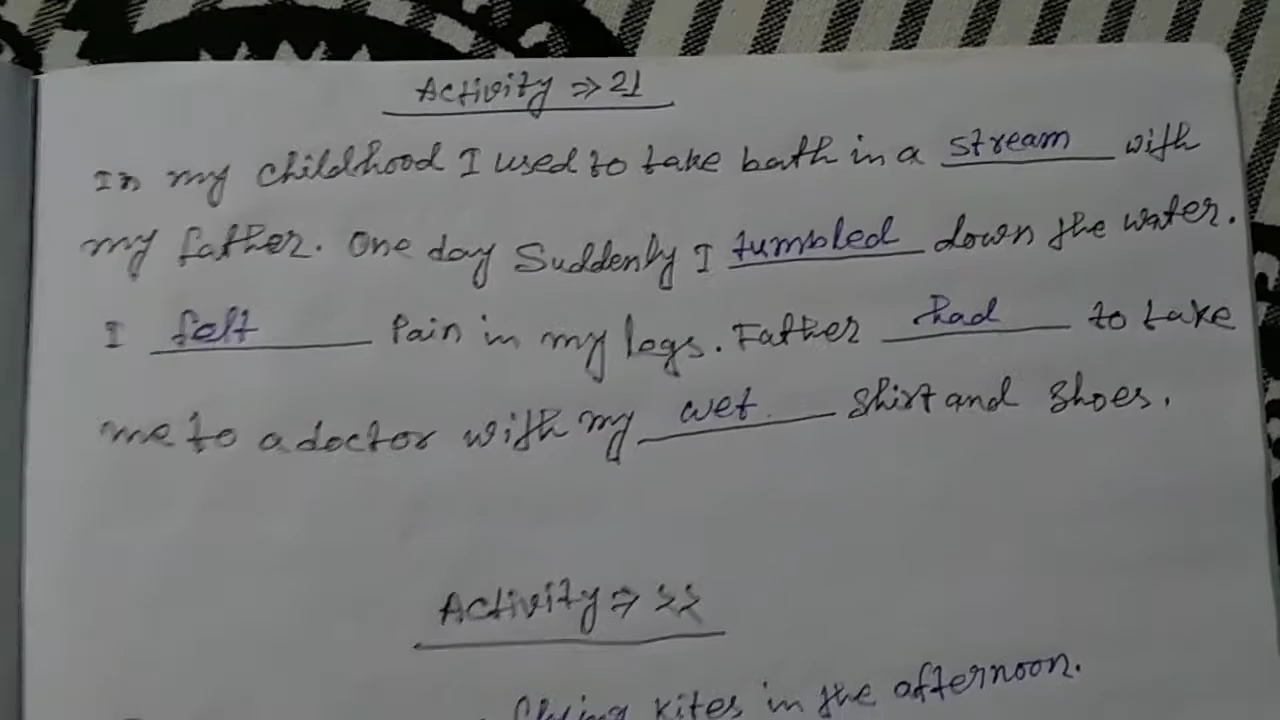 Activity ⇒ 21
In my childhood I used to take bath in a stream with
my father. One day Suddenly I tumbled down the water.
I felt Pain in my legs. Father had to take
me to a doctor with my wet shirt and shoes.
Activity ⇒ 22
flying kites in the afternoon.